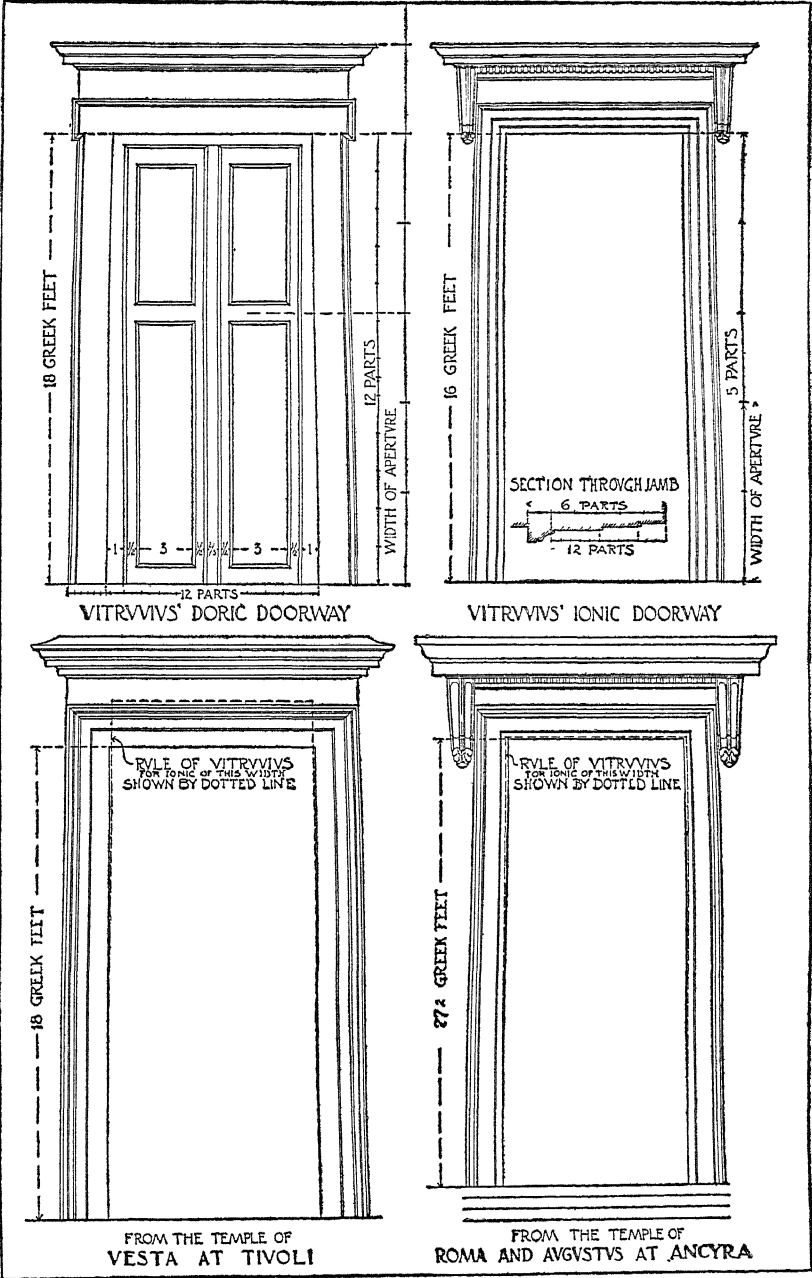 18 GREEK FEET
12 PARTS
WIDTH OF APERTVRE
1 ½ 3 ½ ½ ½ 3 ½ 1
12 PARTS
VITRVVIVS' DORIC DOORWAY
16 GREEK FEET
5 PARTS
WIDTH OF APERTVRE
SECTION THROVGH JAMB
6 PARTS
12 PARTS
VITRVVIVS' IONIC DOORWAY
18 GREEK FEET
RVLE OF VITRVVIVS
FOR IONIC OF THIS WIDTH
SHOWN BY DOTTED LINE
FROM THE TEMPLE OF
VESTA AT TIVOLI
GREEK FEET
RVLE OF VITRVVIVS
FOR IONIC OF THIS WIDTH
SHOWN BY DOTTED LINE
FROM THE TEMPLE OF
ROMA AND AVGVSTVS AT ANCYRA